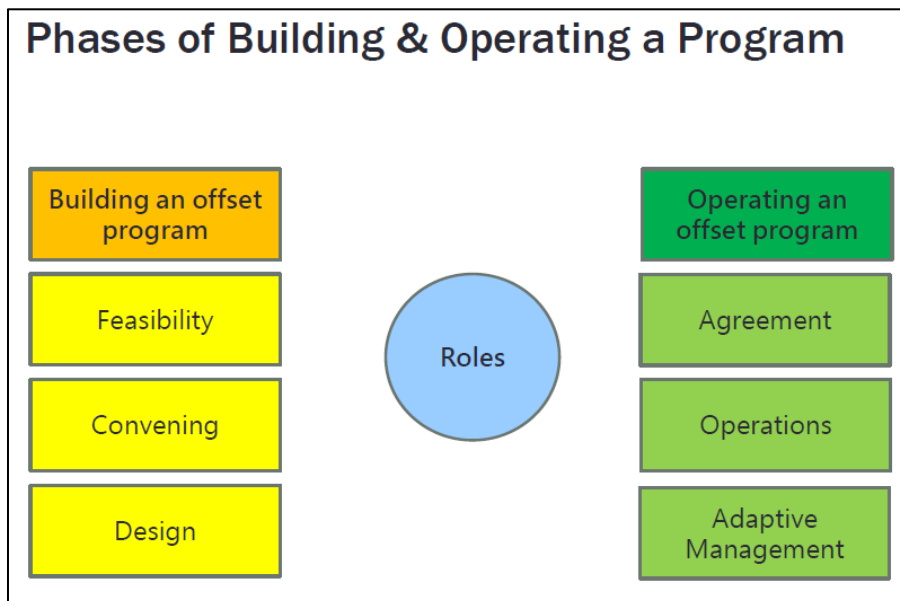 Phases of Building & Operating a Program
Building an offset
program
Feasibility
Convening
Design
Roles
Operating an
offset program
Agreement
Operations
Adaptive
Management